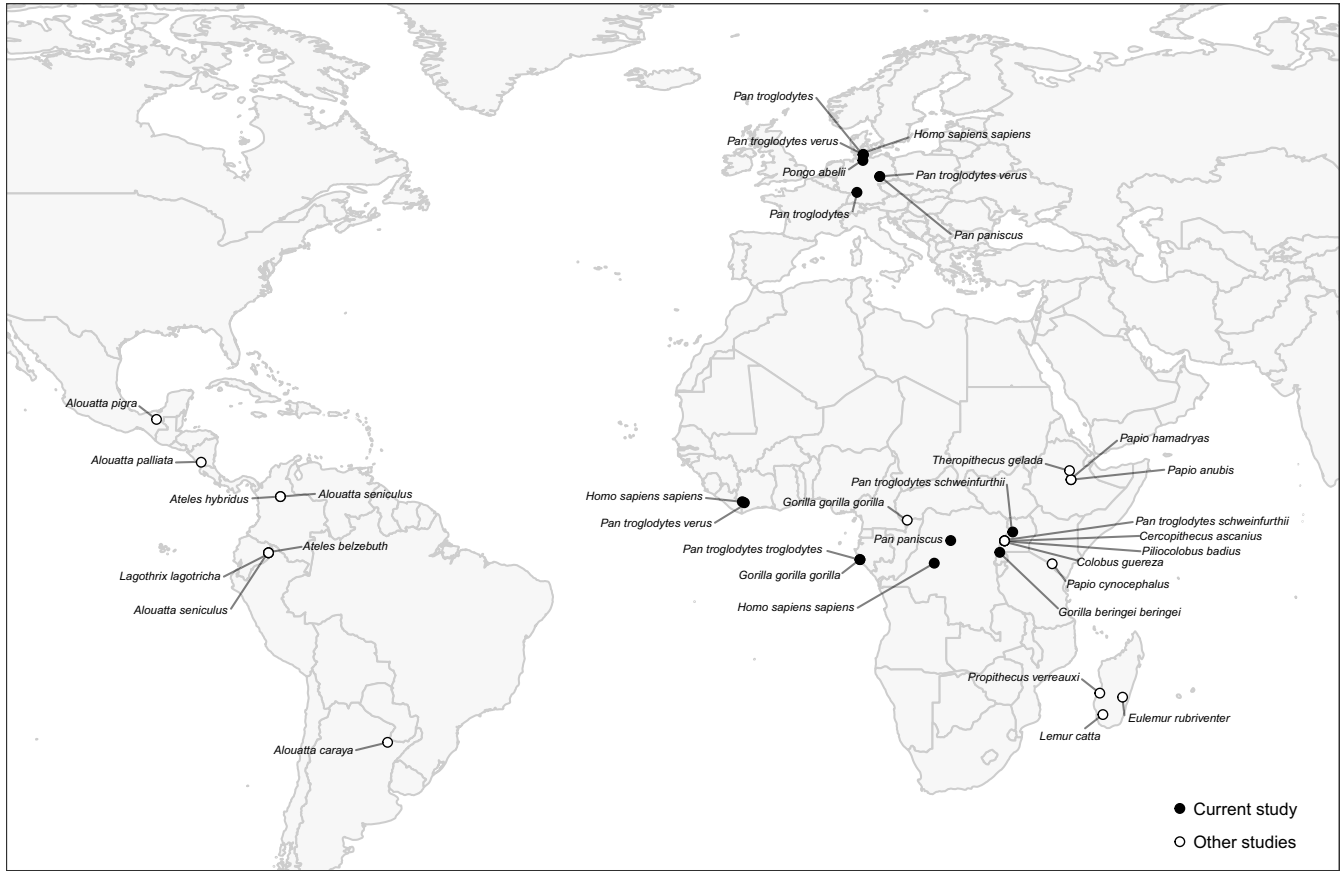 Pan troglodytes
Pan troglodytes verus
Homo sapiens sapiens
Pongo abelii
Pan troglodytes verus
Pan troglodytes
Pan paniscus
Alouatta pigra
Alouatta palliata
Ateles hybridus
Alouatta seniculus
Ateles belzebuth
Lagothrix lagotricha
Alouatta seniculus
Alouatta caraya
Homo sapiens sapiens
Pan troglodytes verus
Papio hamadryas
Theropithecus gelada
Papio anubis
Pan troglodytes schweinfurthii
Gorilla gorilla gorilla
Pan troglodytes schweinfurthii
Cercopithecus ascanius
Pan paniscus
Piliocolobus badius
Pan troglodytes troglodytes
Colobus guereza
Gorilla gorilla gorilla
Papio cynocephalus
Homo sapiens sapiens
Gorilla beringei beringei
Propithecus verreauxi
Eulemur rubriventer
Lemur catta
Current study
Other studies